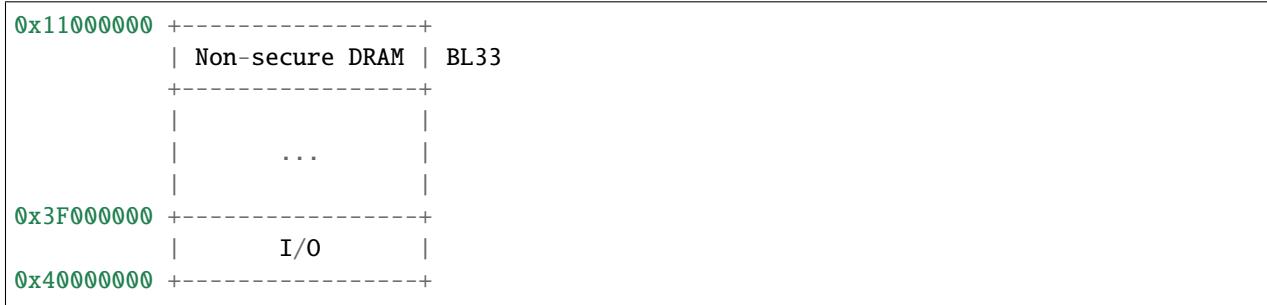 0x11000000 +-----------------+
           | Non-secure DRAM | BL33
           +-----------------+
           |                 |
           |       ...       |
           |                 |
0x3F000000 +-----------------+
           |       I/O       |
0x40000000 +-----------------+